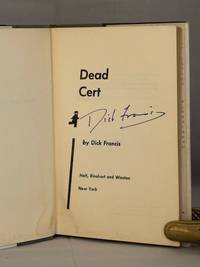 Dead
Cert
Dick Francis
by Dick Francis
Holt, Rinehart and Winston
New York